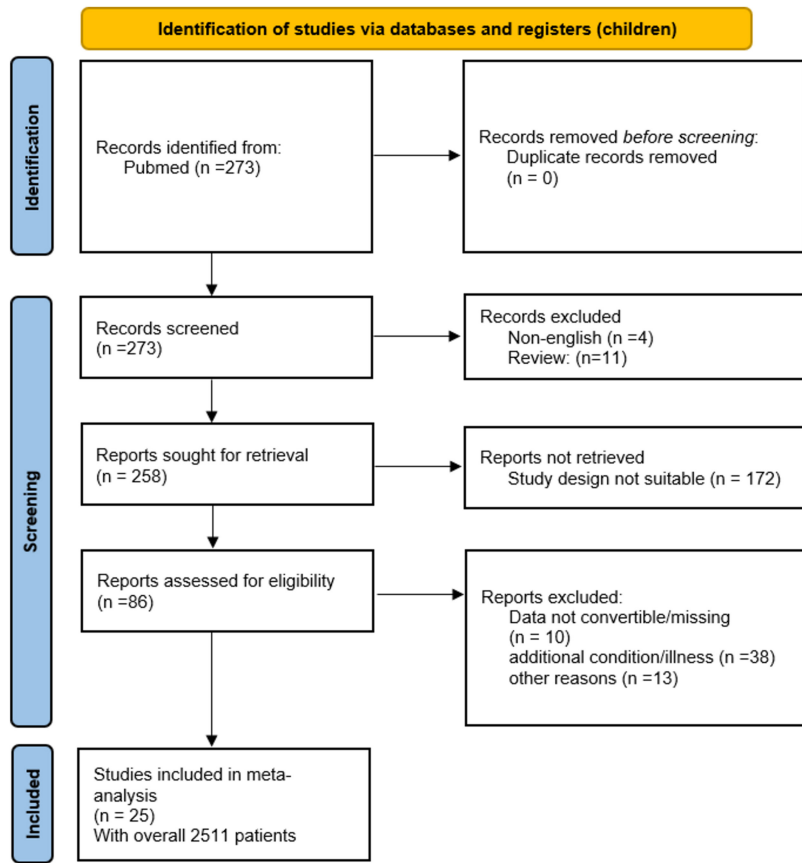 Identification of studies via databases and registers (children)
Identification
Records identified from:
Pubmed (n =273)
Records removed before screening:
Duplicate records removed
(n = 0)
Screening
Records screened
(n =273)
Records excluded
Non-english (n =4)
Review: (n=11)
Reports sought for retrieval
(n = 258)
Reports not retrieved
Study design not suitable (n = 172)
Reports assessed for eligibility
(n =86)
Reports excluded:
Data not convertible/missing
(n = 10)
additional condition/illness (n =38)
other reasons (n =13)
Included
Studies included in meta-
analysis
(n = 25)
With overall 2511 patients